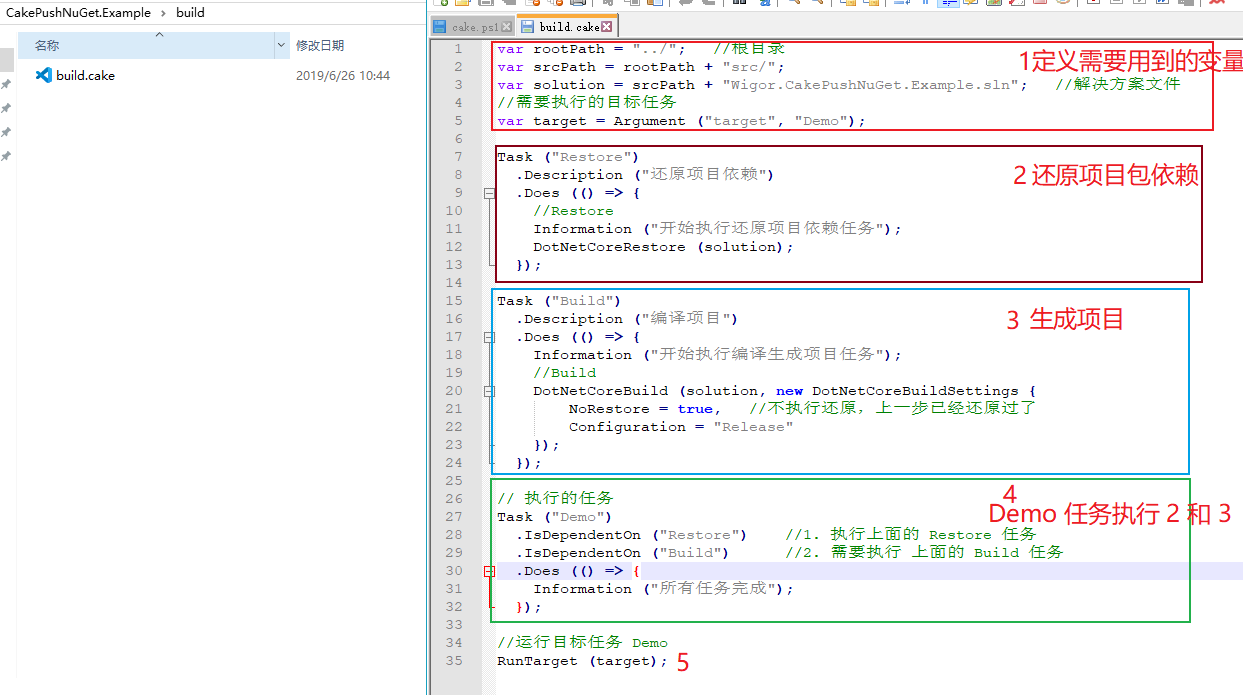 CakePushNuGet.Example › build
名称
修改日期
build.cake
2019/6/26 10:44
cake.ps1
build.cake
1 var rootPath = "../"; //根目录
2 var srcPath = rootPath + "src/";
3 var solution = srcPath + "Wigor.CakePushNuGet.Example.sln"; //解决方案文件
4 //需要执行的目标任务
5 var target = Argument ("target", "Demo");
1定义需要用到的变量
6
7 Task ("Restore")
8 .Description ("还原项目依赖")
9 .Does (() => {
10 //Restore
11 Information ("开始执行还原项目依赖任务");
12 DotNetCoreRestore (solution);
13 });
2 还原项目包依赖
14
15 Task ("Build")
16 .Description ("编译项目")
17 .Does (() => {
18 Information ("开始执行编译生成项目任务");
19 //Build
20 DotNetCoreBuild (solution, new DotNetCoreBuildSettings {
21 NoRestore = true, //不执行还原，上一步已经还原过了
22 Configuration = "Release"
23 });
24 });
3 生成项目
25
26 // 执行的任务
27 Task ("Demo")
28 .IsDependentOn ("Restore") //1. 执行上面的 Restore 任务
29 .IsDependentOn ("Build") //2. 需要执行 上面的 Build 任务
30 .Does (() => {
31 Information ("所有任务完成");
32 });
4
Demo 任务执行 2 和 3
33
34 //运行目标任务 Demo
35 RunTarget (target);
5